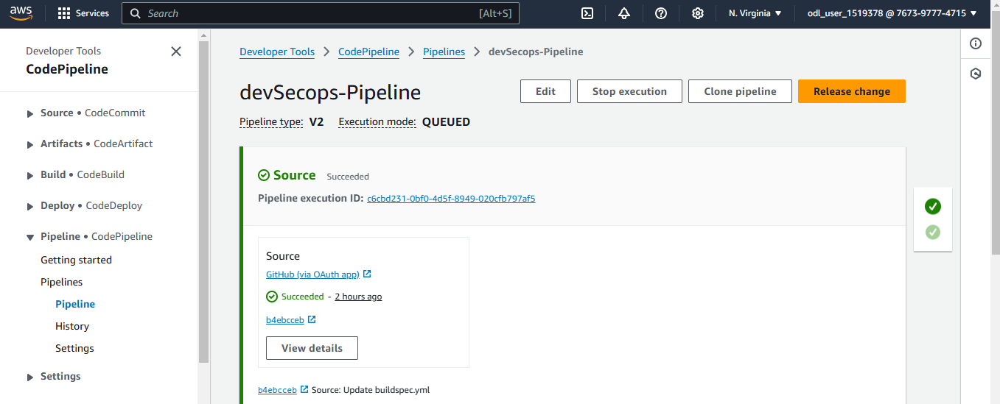 aws
Services
Search
[Alt+S]
N. Virginia
odl_user_1519378 @ 7673-9777-4715
Developer Tools
CodePipeline
Source • CodeCommit
Artifacts • CodeArtifact
Build • CodeBuild
Deploy • CodeDeploy
Pipeline • CodePipeline
Getting started
Pipelines
Pipeline
History
Settings
Settings
Developer Tools
CodePipeline
Pipelines
devSecops-Pipeline
devSecops-Pipeline
Edit
Stop execution
Clone pipeline
Release change
Pipeline type: V2 Execution mode: QUEUED
Source Succeeded
Pipeline execution ID: c6cbd231-0bf0-4d5f-8949-020cfb797af5
Source
GitHub (via OAuth app)
Succeeded - 2 hours ago
b4ebcceb
View details
b4ebcceb Source: Update buildspec.yml